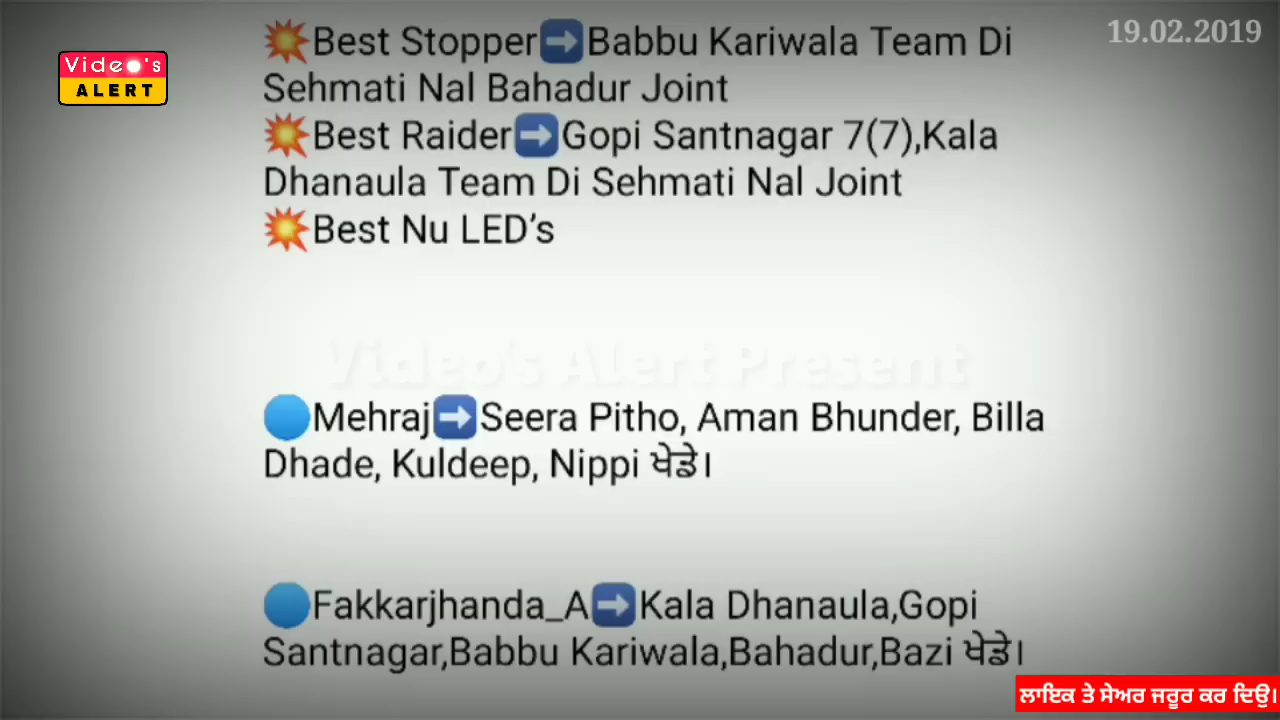 19.02.2019
Video's
ALERT
💥Best Stopper➡️Babbu Kariwala Team Di
Sehmati Nal Bahadur Joint
💥Best Raider➡️Gopi Santnagar 7(7),Kala
Dhanaula Team Di Sehmati Nal Joint
💥Best Nu LED’s
Video's Alert Present
🔵Mehraj➡️Seera Pitho, Aman Bhunder, Billa
Dhade, Kuldeep, Nippi ਖੇਡੇ।
🔵Fakkarjhanda_A➡️Kala Dhanaula,Gopi
Santnagar,Babbu Kariwala,Bahadur,Bazi ਖੇਡੇ।
ਲਾਇਕ ਤੇ ਸੇਅਰ ਜਰੂਰ ਕਰ ਦਿਉ।